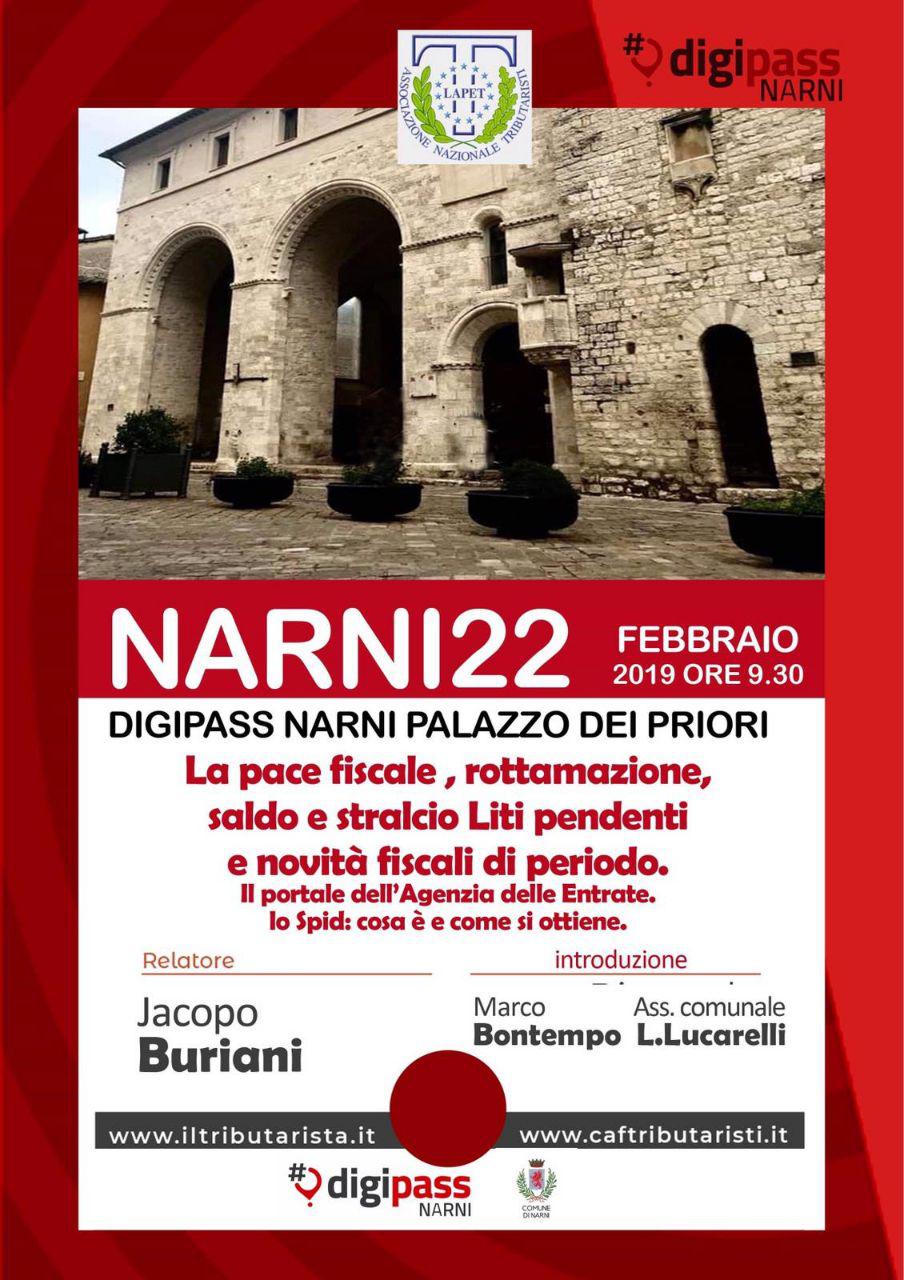 ASSOCIAZIONE NAZIONALE TRIBUTARISTI
LAPET
#digipass
NARNI
NARNI22
FEBBRAIO
2019 ORE 9.30
DIGIPASS NARNI PALAZZO DEI PRIORI
La pace fiscale , rottamazione,
saldo e stralcio Liti pendenti
e novità fiscali di periodo.
Il portale dell'Agenzia delle Entrate.
lo Spid: cosa è e come si ottiene.
Relatore
introduzione
Jacopo
Buriani
Marco
Bontempo
Ass. comunale
L.Lucarelli
www.iltributarista.it
www.caftributaristi.it
#digipass
NARNI
COMUNE
DI NARNI